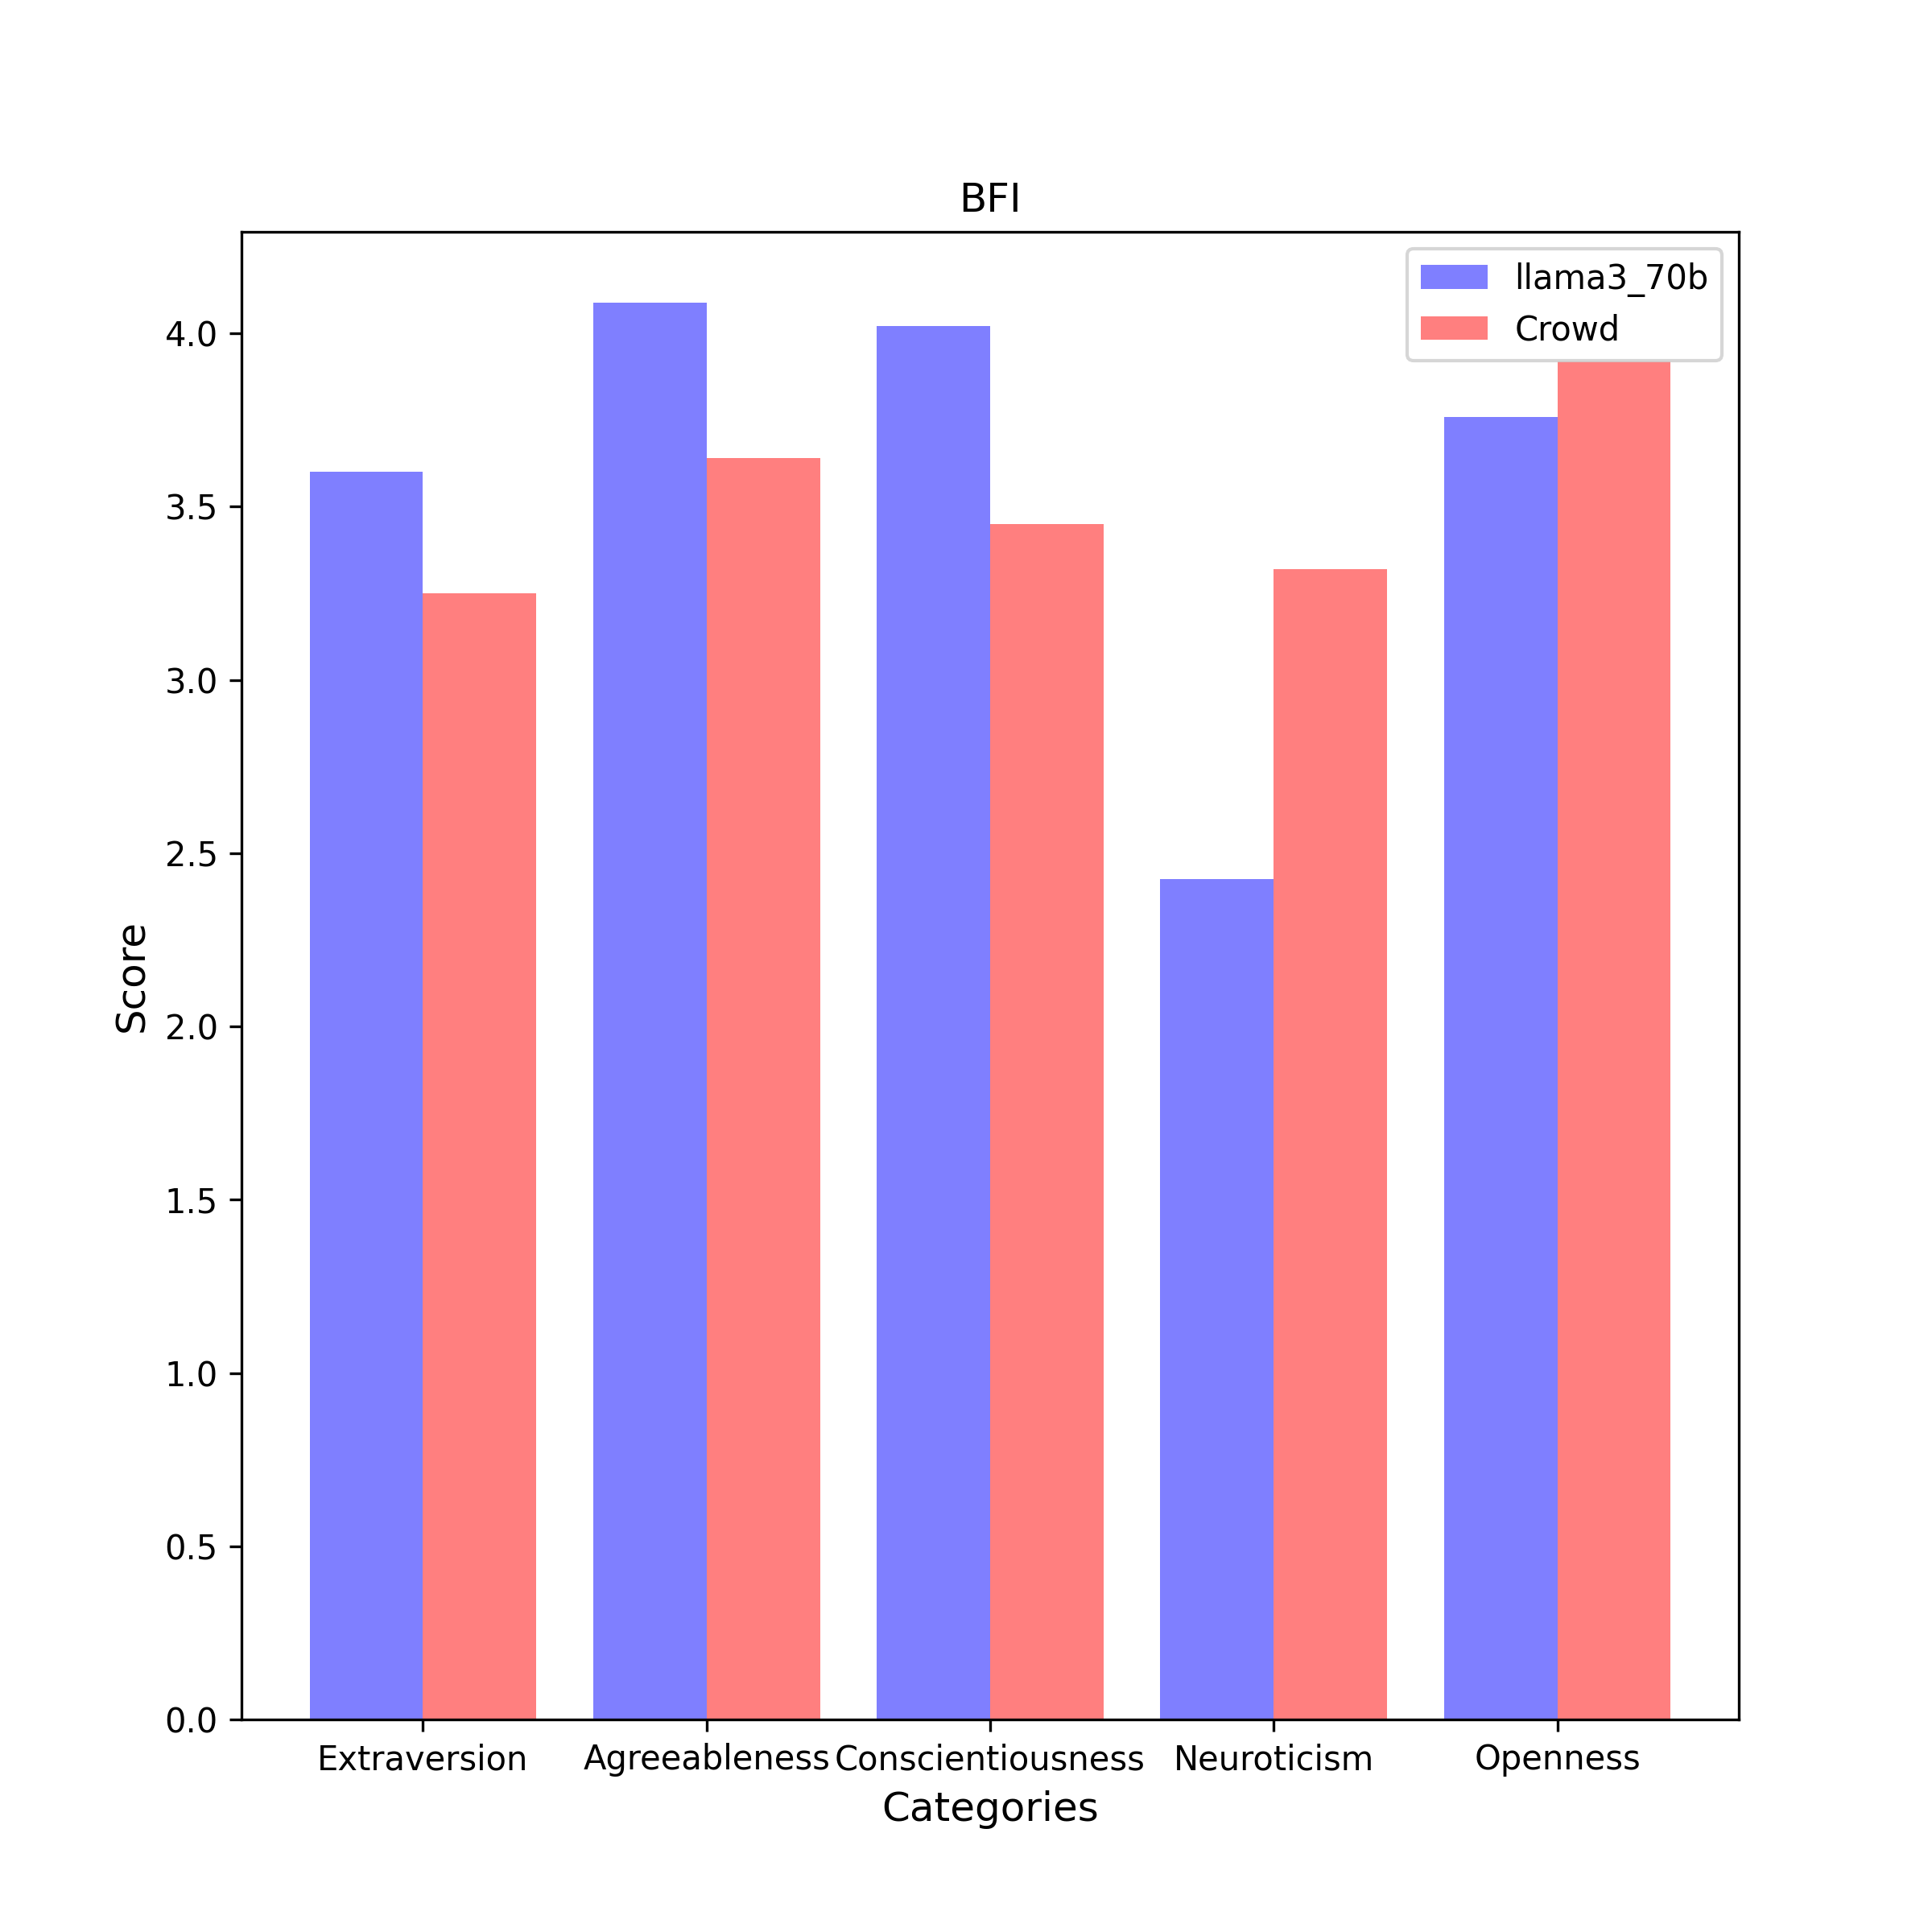 BFI
llama3_70b
Crowd
4.0
3.5
3.0
2.5
2.0
1.5
1.0
0.5
0.0
Score
Extraversion Agreeableness Conscientiousness Neuroticism Openness
Categories